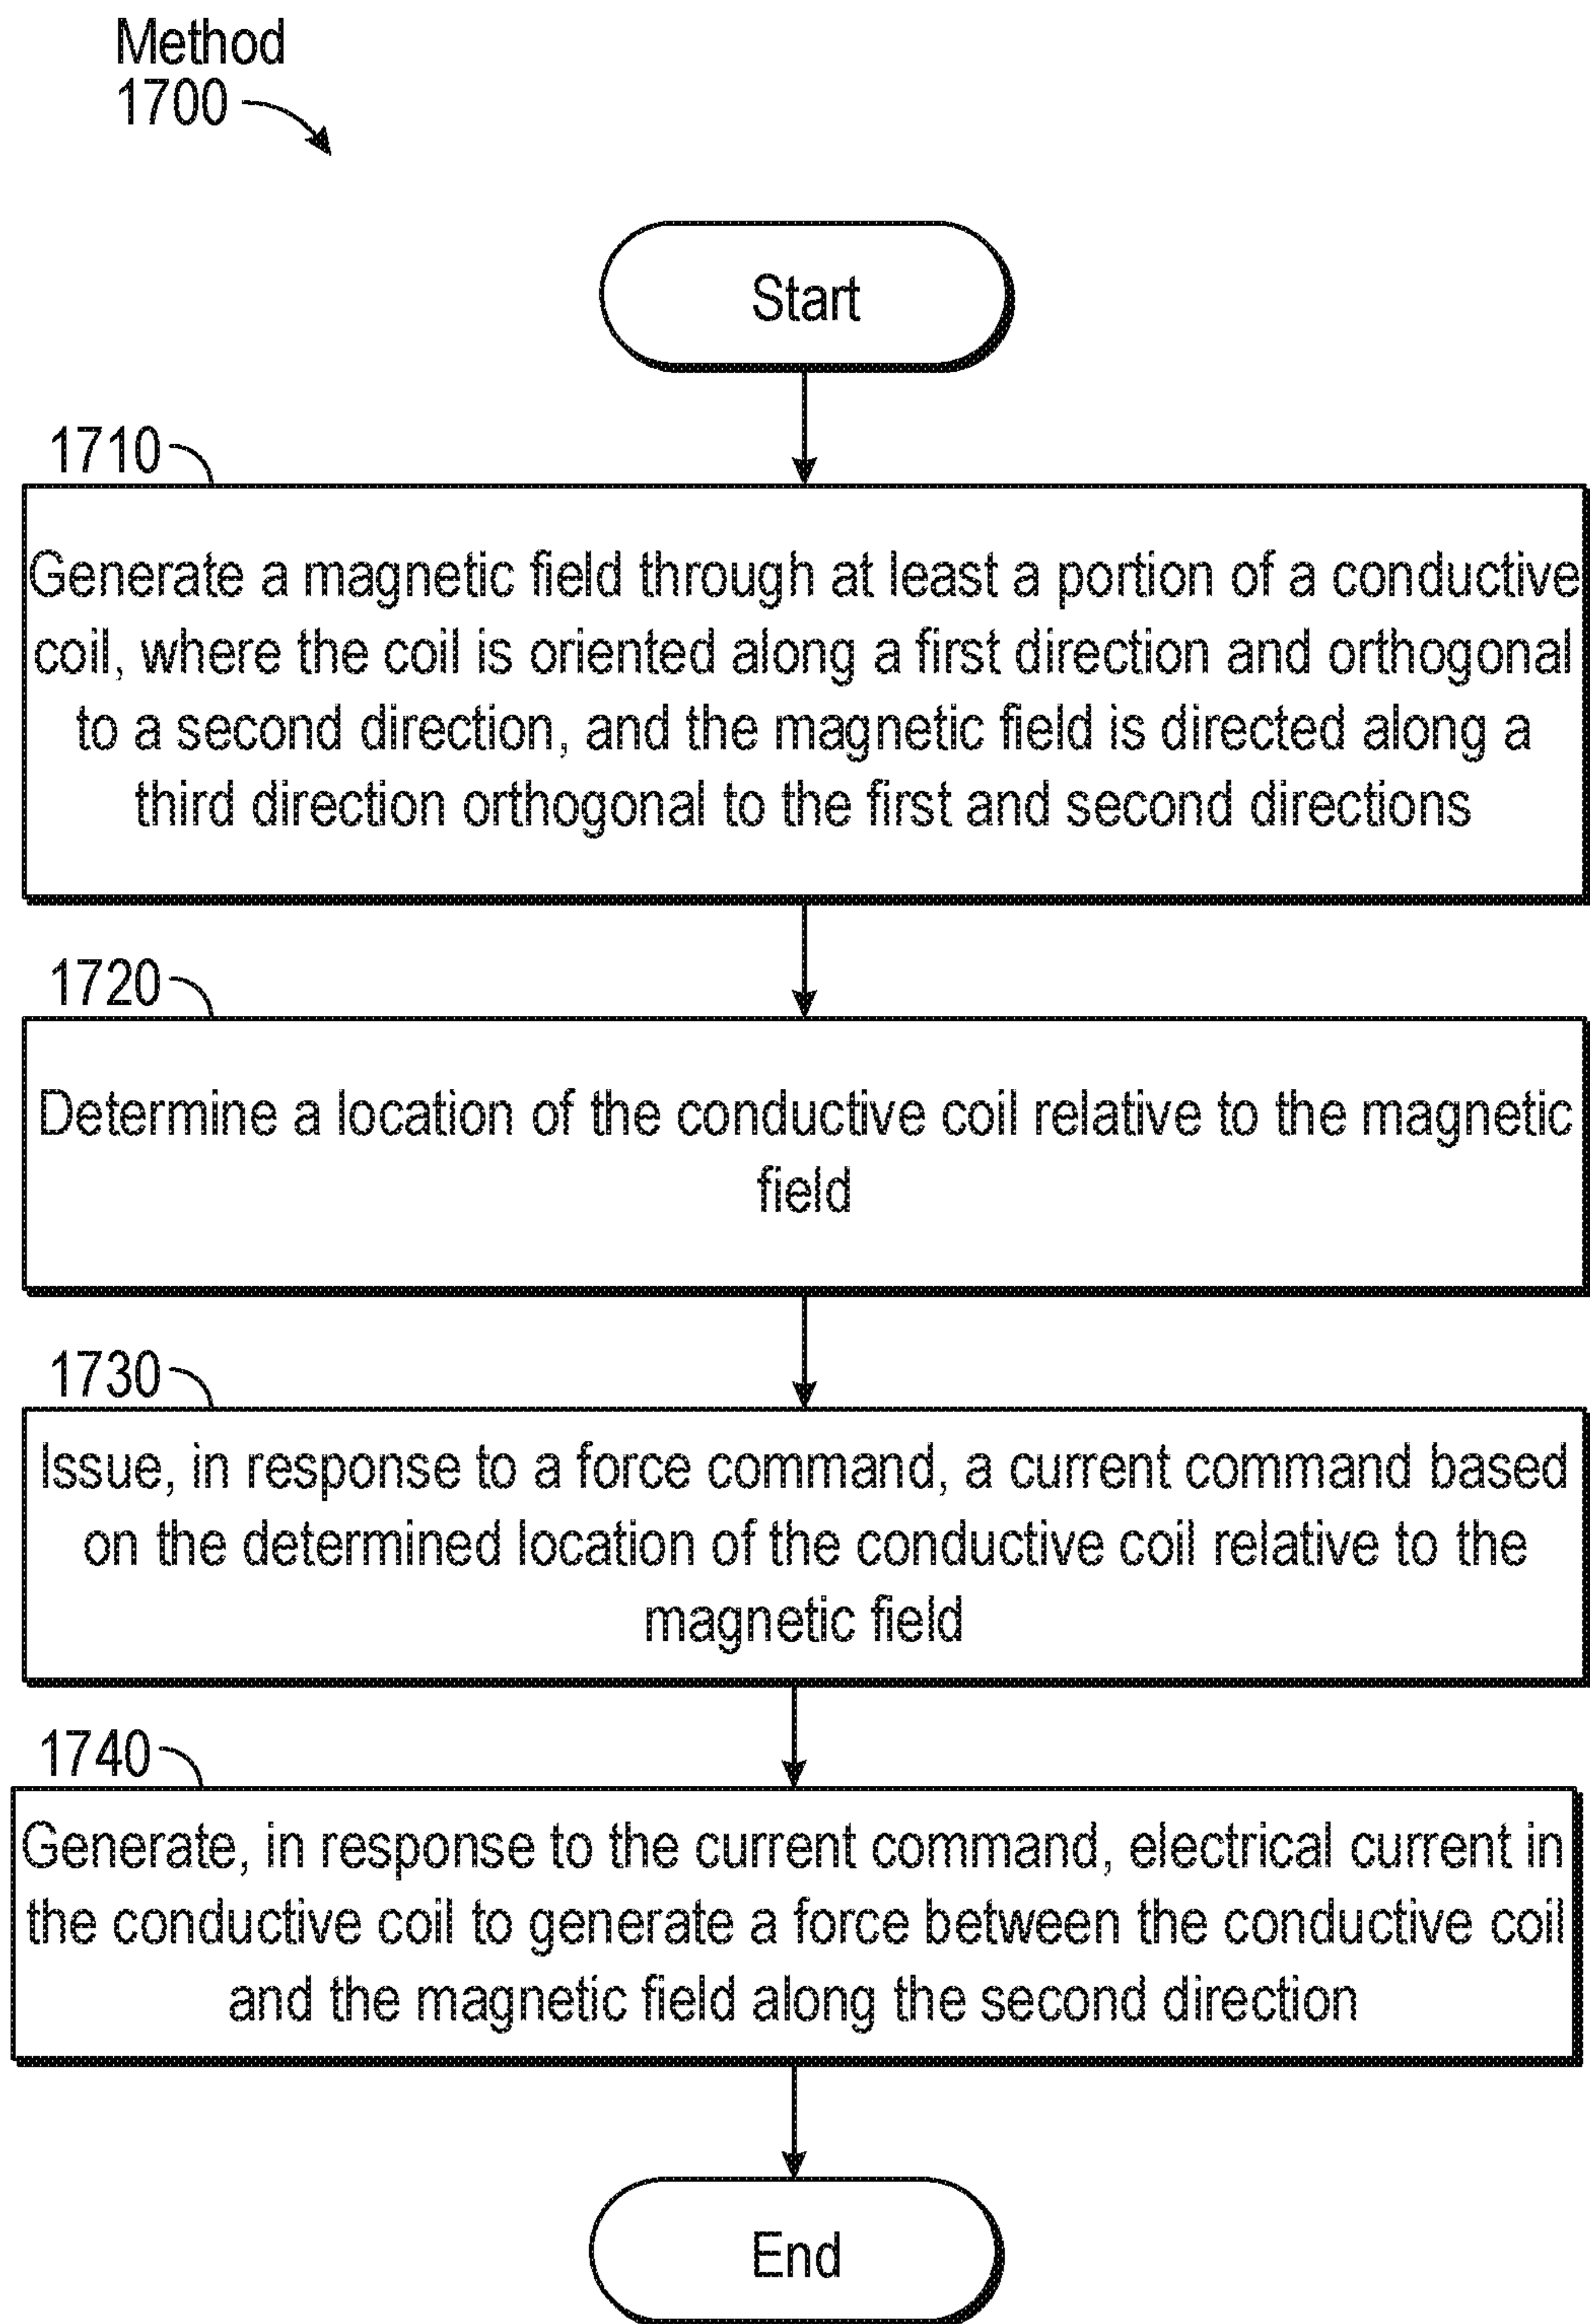 Method
1700
Start
1710
Generate a magnetic field through at least a portion of a conductive
coil, where the coil is oriented along a first direction and orthogonal
to a second direction, and the magnetic field is directed along a
third direction orthogonal to the first and second directions
1720
Determine a location of the conductive coil relative to the magnetic
field
1730
Issue, in response to a force command, a current command based
on the determined location of the conductive coil relative to the
magnetic field
1740
Generate, in response to the current command, electrical current in
the conductive coil to generate a force between the conductive coil
and the magnetic field along the second direction
End